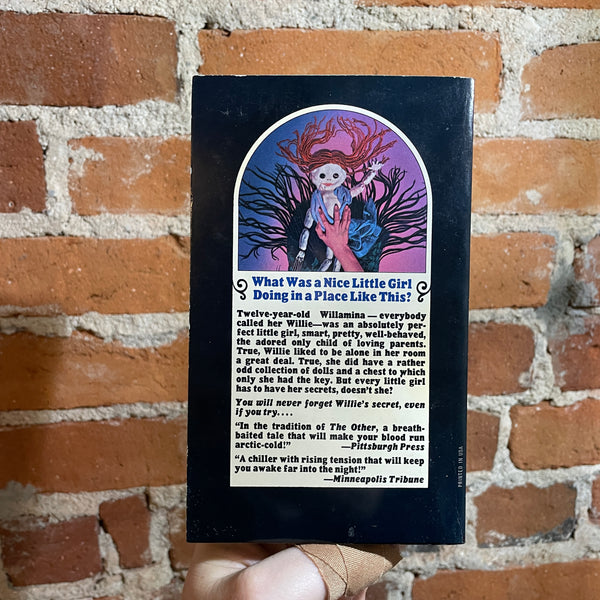 What Was a Nice Little Girl
Doing in a Place Like This?
Twelve-year-old Willamina — everybody
called her Willie—was an absolutely per-
fect little girl, smart, pretty, well-behaved,
the adored only child of loving parents.
True, Willie liked to be alone in her room
a great deal. True, she did have a rather
odd collection of dolls and a chest to which
only she had the key. But every little girl
has to have her secrets, doesn't she?
You will never forget Willie's secret, even
if you try....
“In the tradition of The Other, a breath-
baited tale that will make your blood run
arctic-cold!” —Pittsburgh Press
“A chiller with rising tension that will keep
you awake far into the night!”
—Minneapolis Tribune
PRINTED IN USA